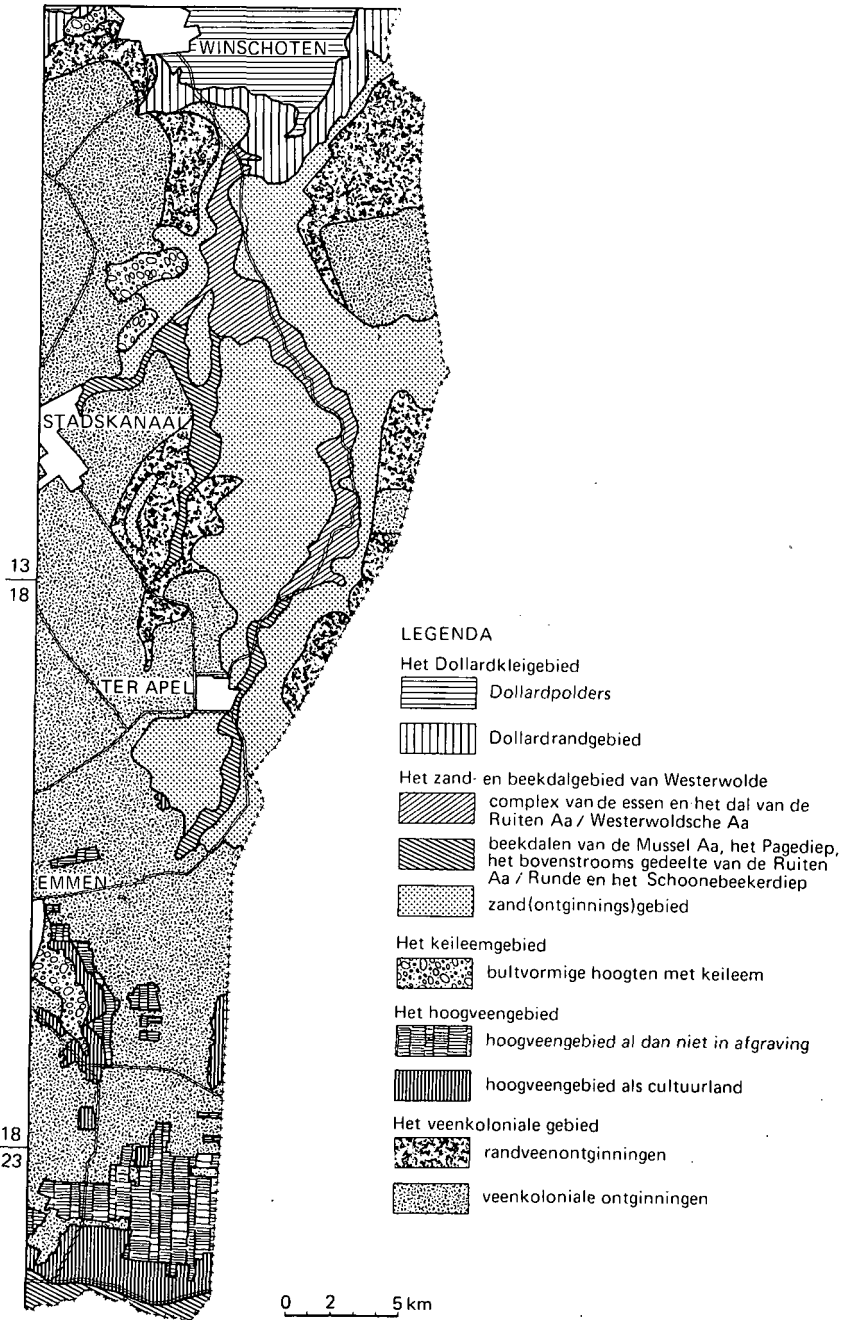 WINSCHOTEN
STADSKANAAL
13
18
TER APEL
EMMEN
18
23
LEGENDA
Het Dollardkleigebied
Dollardpolders
Dollardrandgebied
Het zand- en beekdalgebied van Westerwolde
complex van de essen en het dal van de
Ruiten Aa / Westerwoldsche Aa
beekdalen van de Mussel Aa, het Pagediep,
het bovenstrooms gedeelte van de Ruiten
Aa / Runde en het Schoonebeekerdiep
zand(ontginnings)gebied
Het keileemgebied
bultvormige hoogten met keileem
Het hoogveengebied
hoogveengebied al dan niet in afgraving
hoogveengebied als cultuurland
Het veenkoloniale gebied
randveenontginningen
veenkoloniale ontginningen
0 2 5 km